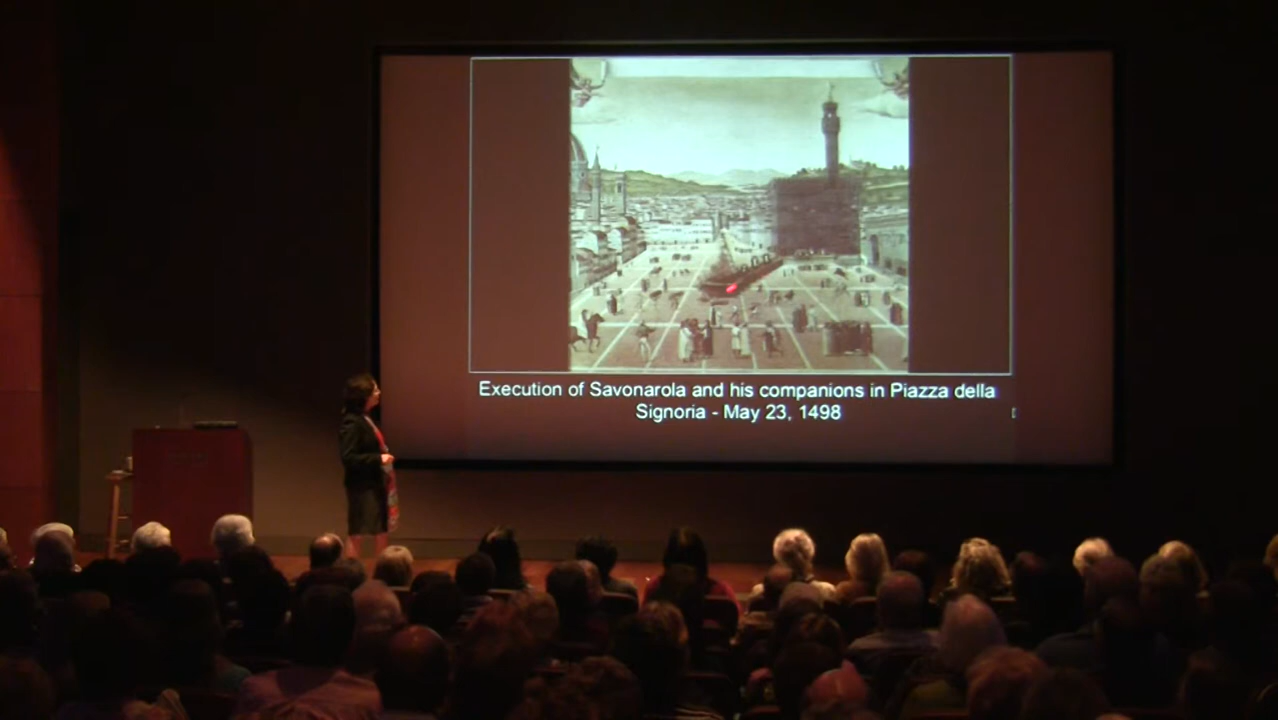 Execution of Savonarola and his companions in Piazza della
Signoria - May 23, 1498